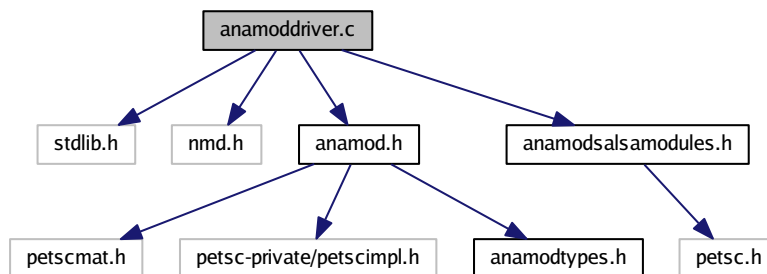 anamoddriver.c
stdlib.h
nmd.h
anamod.h
anamodsalsamodules.h
petscmat.h
petsc-private/petscimpl.h
anamodtypes.h
petsc.h